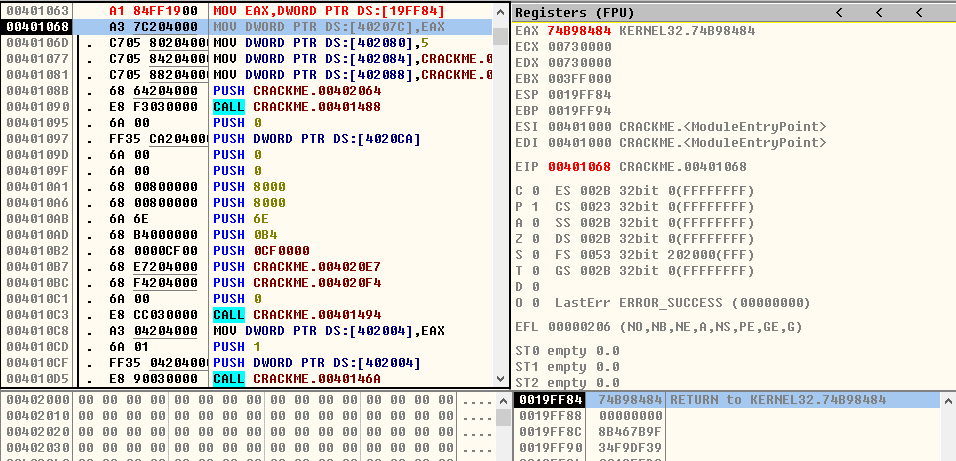 00401063 A1 84FF1900 MOV EAX,DWORD PTR DS:[19FF84]
00401068 A3 7C204000 MOV DWORD PTR DS:[40207C],EAX
0040106D . C705 80204000 MOV DWORD PTR DS:[402080],5
00401077 . C705 84204000 MOV DWORD PTR DS:[402084],CRACKME.0
00401081 . C705 88204000 MOV DWORD PTR DS:[402088],CRACKME.0
0040108B . 68 64204000 PUSH CRACKME.00402064
00401090 . E8 F3030000 CALL CRACKME.00401488
00401095 . 6A 00 PUSH 0
00401097 . FF35 CA204000 PUSH DWORD PTR DS:[4020CA]
0040109D . 6A 00 PUSH 0
0040109F . 6A 00 PUSH 0
004010A1 . 68 00800000 PUSH 8000
004010A6 . 68 00800000 PUSH 8000
004010AB . 6A 6E PUSH 6E
004010AD . 68 B4000000 PUSH 0B4
004010B2 . 68 0000CF00 PUSH 0CF0000
004010B7 . 68 E7204000 PUSH CRACKME.004020E7
004010BC . 68 F4204000 PUSH CRACKME.004020F4
004010C1 . 6A 00 PUSH 0
004010C3 . E8 CC030000 CALL CRACKME.00401494
004010C8 . A3 04204000 MOV DWORD PTR DS:[402004],EAX
004010CD . 6A 01 PUSH 1
004010CF . FF35 04204000 PUSH DWORD PTR DS:[402004]
004010D5 . E8 90030000 CALL CRACKME.0040146A
Registers (FPU) < < <
EAX 74B98484 KERNEL32.74B98484
ECX 00730000
EDX 00730000
EBX 003FF000
ESP 0019FF84
EBP 0019FF94
ESI 00401000 CRACKME.<ModuleEntryPoint>
EDI 00401000 CRACKME.<ModuleEntryPoint>
EIP 00401068 CRACKME.00401068
C 0 ES 002B 32bit 0(FFFFFFFF)
P 1 CS 0023 32bit 0(FFFFFFFF)
A 0 SS 002B 32bit 0(FFFFFFFF)
Z 0 DS 002B 32bit 0(FFFFFFFF)
S 0 FS 0053 32bit 202000(FFF)
T 0 GS 002B 32bit 0(FFFFFFFF)
D 0
O 0 LastErr ERROR_SUCCESS (00000000)
EFL 00000206 (NO,NB,NE,A,NS,PE,GE,G)
ST0 empty 0.0
ST1 empty 0.0
ST2 empty 0.0
00402000 00 00 00 00 00 00 00 00 00 00 00 00 ....
00402010 00 00 00 00 00 00 00 00 00 00 00 00 ....
00402020 00 00 00 00 00 00 00 00 00 00 00 00 ....
00402030 00 00 00 00 00 00 00 00 00 00 00 00 ....
0019FF84 74B98484 RETURN to KERNEL32.74B98484
0019FF88 00000000
0019FF8C 8B467B9F
0019FF90 34F9DF39